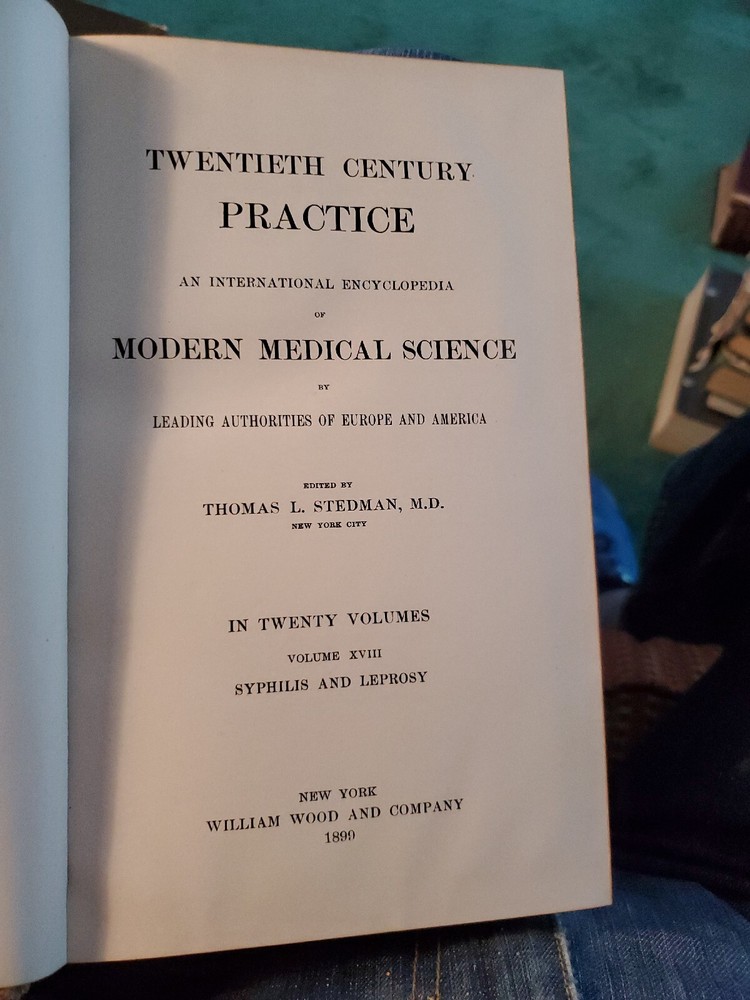 TWENTIETH CENTURY
PRACTICE
AN INTERNATIONAL ENCYCLOPEDIA
OF
MODERN MEDICAL SCIENCE
BY
LEADING AUTHORITIES OF EUROPE AND AMERICA
EDITED BY
THOMAS L. STEDMAN, M.D.
NEW YORK CITY
IN TWENTY VOLUMES
VOLUME XVIII
SYPHILIS AND LEPROSY
NEW YORK
WILLIAM WOOD AND COMPANY
1899